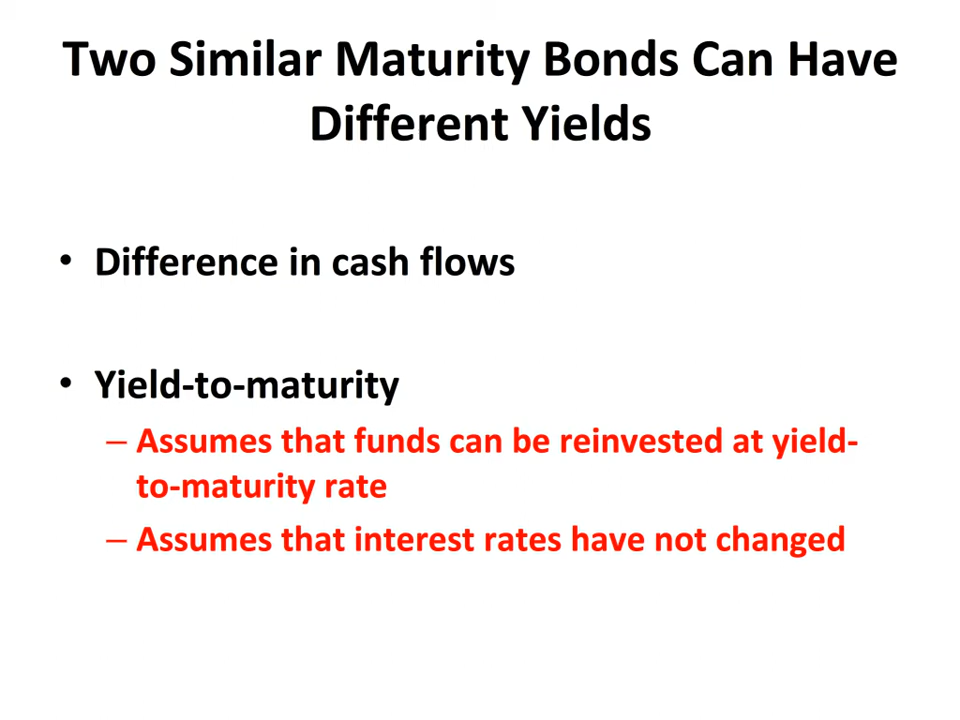 Two Similar Maturity Bonds Can Have
Different Yields
• Difference in cash flows
• Yield-to-maturity
– Assumes that funds can be reinvested at yield-
to-maturity rate
– Assumes that interest rates have not changed